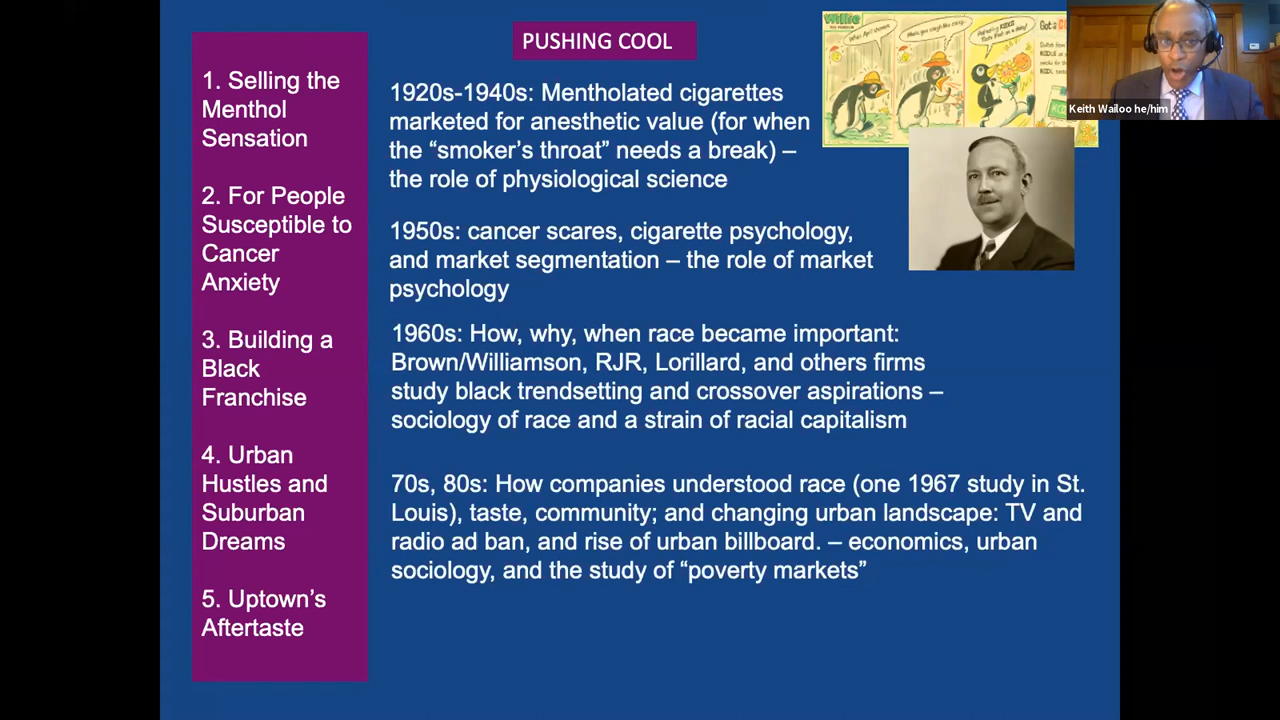 PUSHING COOL
1. Selling the
Menthol
Sensation
2. For People
Susceptible to
Cancer
Anxiety
3. Building a
Black
Franchise
4. Urban
Hustles and
Suburban
Dreams
5. Uptown’s
Aftertaste
1920s-1940s: Mentholated cigarettes
marketed for anesthetic value (for when
the “smoker’s throat” needs a break) –
the role of physiological science
1950s: cancer scares, cigarette psychology,
and market segmentation – the role of market
psychology
1960s: How, why, when race became important:
Brown/Williamson, RJR, Lorillard, and others firms
study black trendsetting and crossover aspirations –
sociology of race and a strain of racial capitalism
70s, 80s: How companies understood race (one 1967 study in St.
Louis), taste, community; and changing urban landscape: TV and
radio ad ban, and rise of urban billboard. – economics, urban
sociology, and the study of “poverty markets”
Willie
Keith Wailoo he/him